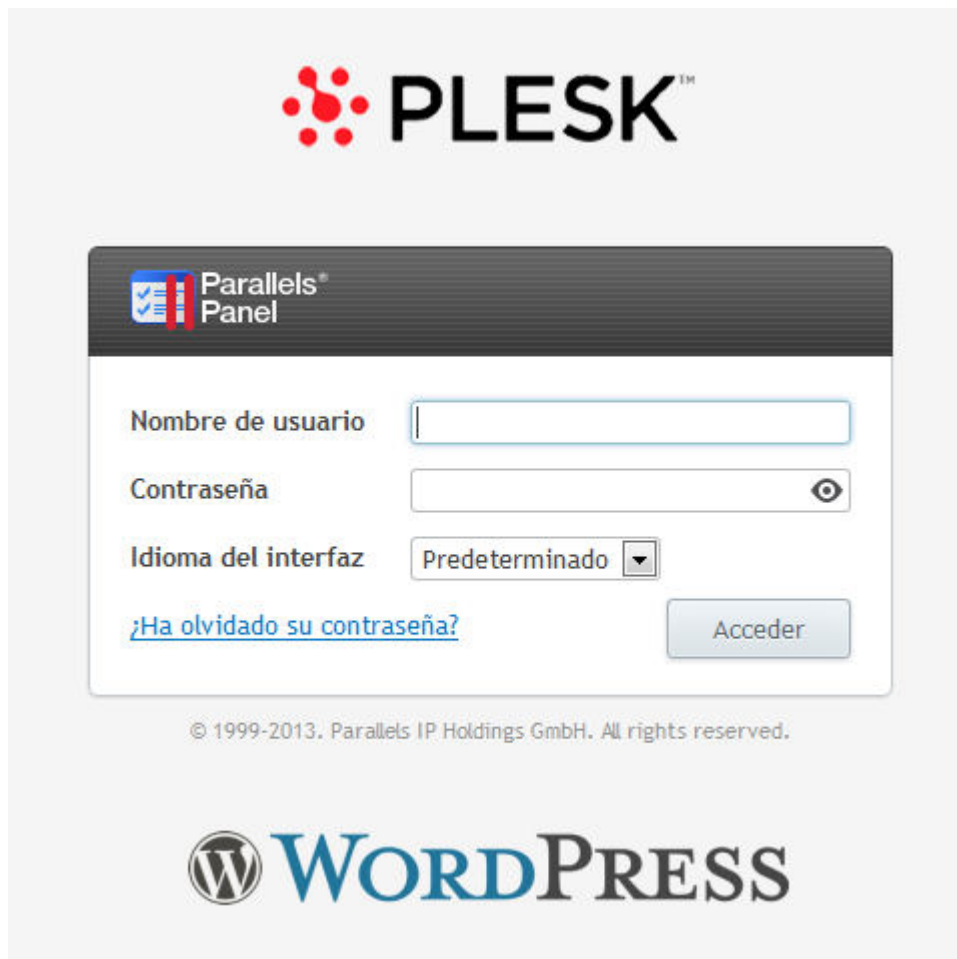 PLESK™
Parallels®
Panel
Nombre de usuario
Contraseña
Idioma del interfaz Predeterminado
¿Ha olvidado su contraseña? Acceder
© 1999-2013. Parallels IP Holdings GmbH. All rights reserved.
WORDPRESS